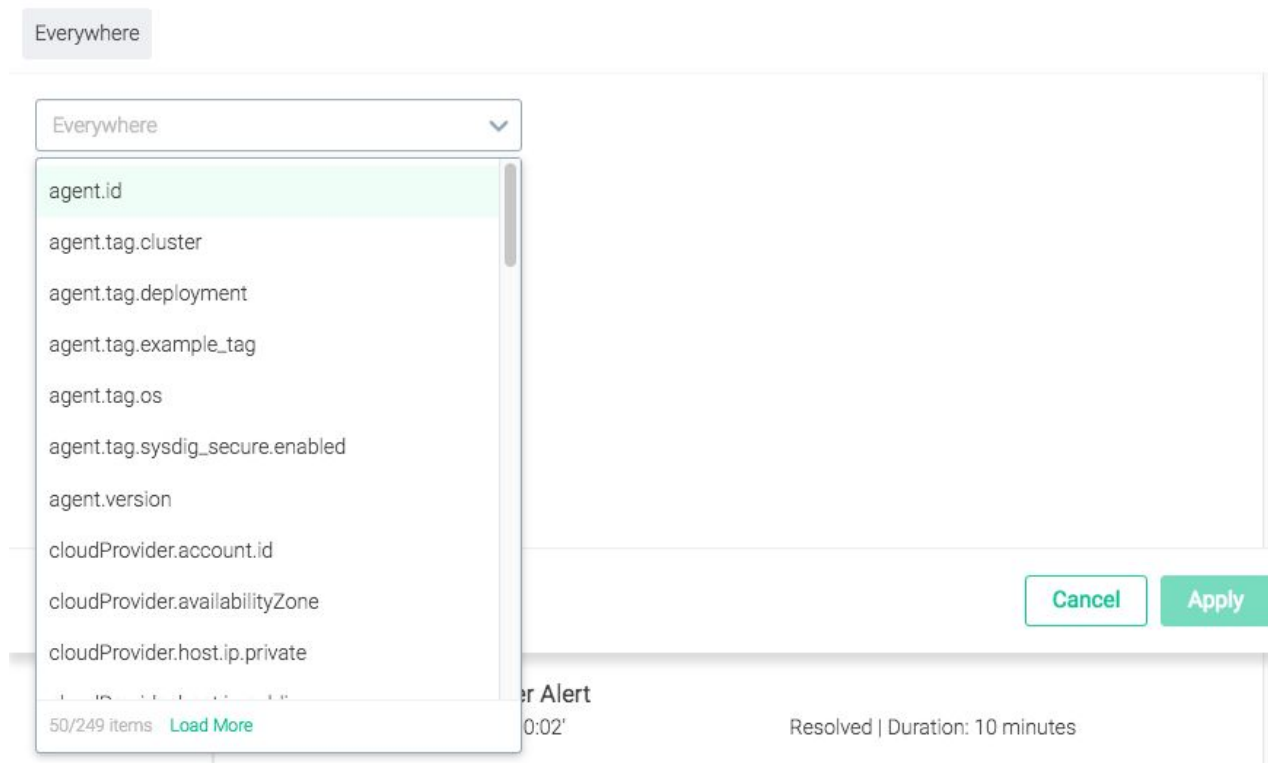 Everywhere
Everywhere
agent.id
agent.tag.cluster
agent.tag.deployment
agent.tag.example_tag
agent.tag.os
agent.tag.sysdig_secure.enabled
agent.version
cloudProvider.account.id
cloudProvider.availabilityZone
Cancel Apply
cloudProvider.host.ip.private
50/249 items Load More
er Alert
0:02'
Resolved | Duration: 10 minutes